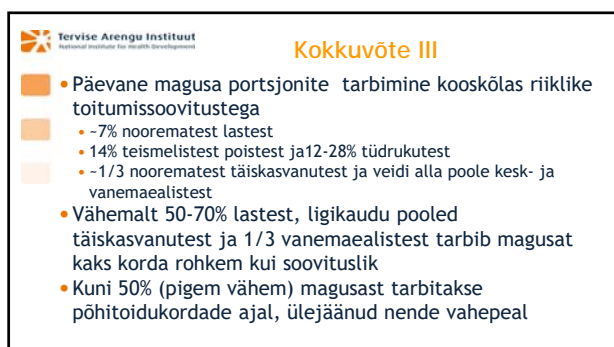 Tervise Arengu Instituut
National Institute for Health Development
Kokkuvõte III
• Päevane magusa portsjonite tarbimine kooskõlas riiklike
toitumissoovitustega
• ~7% noorematest lastest
• 14% teismelistest poistest ja12-28% tüdrukutest
• ~1/3 noorematest täiskasvanutest ja veidi alla poole kesk- ja
vanemaealistest
• Vähemalt 50-70% lastest, ligikaudu pooled
täiskasvanutest ja 1/3 vanemaealistest tarbib magusat
kaks korda rohkem kui soovituslik
• Kuni 50% (pigem vähem) magusast tarbitakse
põhitoidukordade ajal, ülejäänud nende vahepeal